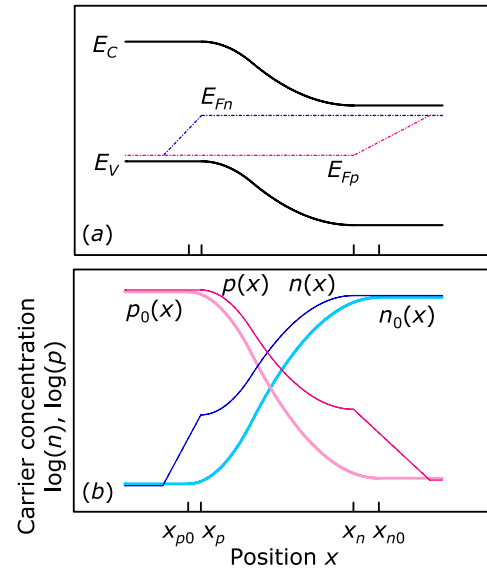 E_C
E_Fn
E_V
E_Fp
(a)
p(x) n(x)
p_0(x) n_0(x)
Carrier concentration
log(n), log(p)
(b)
x_p0 x_p x_n x_n0
Position x